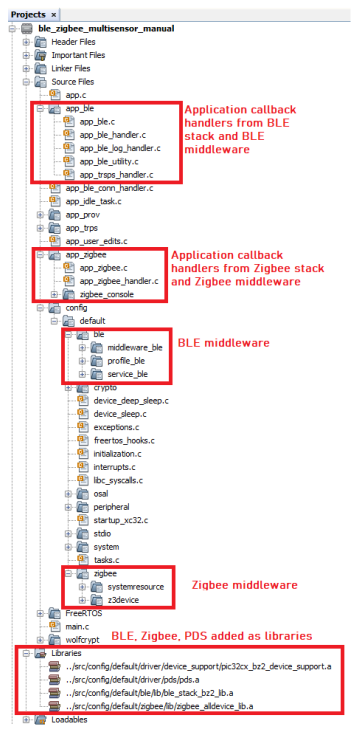 Projects ×
ble_zigbee_multisensor_manual
Header Files
Important Files
Linker Files
Source Files
app.c
app_ble
app_ble.c
app_ble_handler.c
app_ble_log_handler.c
app_ble_utility.c
app_trsps_handler.c
Application callback
handlers from BLE
stack and BLE
middleware
app_ble_conn_handler.c
app_idle_task.c
app_prov
app_trps
app_user_edits.c
app_zigbee
app_zigbee.c
app_zigbee_handler.c
zigbee_console
Application callback
handlers from Zigbee stack
and Zigbee middleware
config
default
ble
middleware_ble
profile_ble
service_ble
BLE middleware
crypto
device_deep_sleep.c
device_sleep.c
exceptions.c
freertos_hooks.c
initialization.c
interrupts.c
libc_syscalls.c
osal
peripheral
startup_xc32.c
stdio
system
tasks.c
zigbee
systemresource
z3device
Zigbee middleware
FreeRTOS
main.c
wolfcrypt
BLE, Zigbee, PDS added as libraries
Libraries
../src/config/default/driver/device_support/pic32cx_bz2_device_support.a
../src/config/default/driver/pds/pds.a
../src/config/default/ble/lib/ble_stack_bz2_lib.a
../src/config/default/zigbee/lib/zigbee_alldevice_lib.a
Loadables